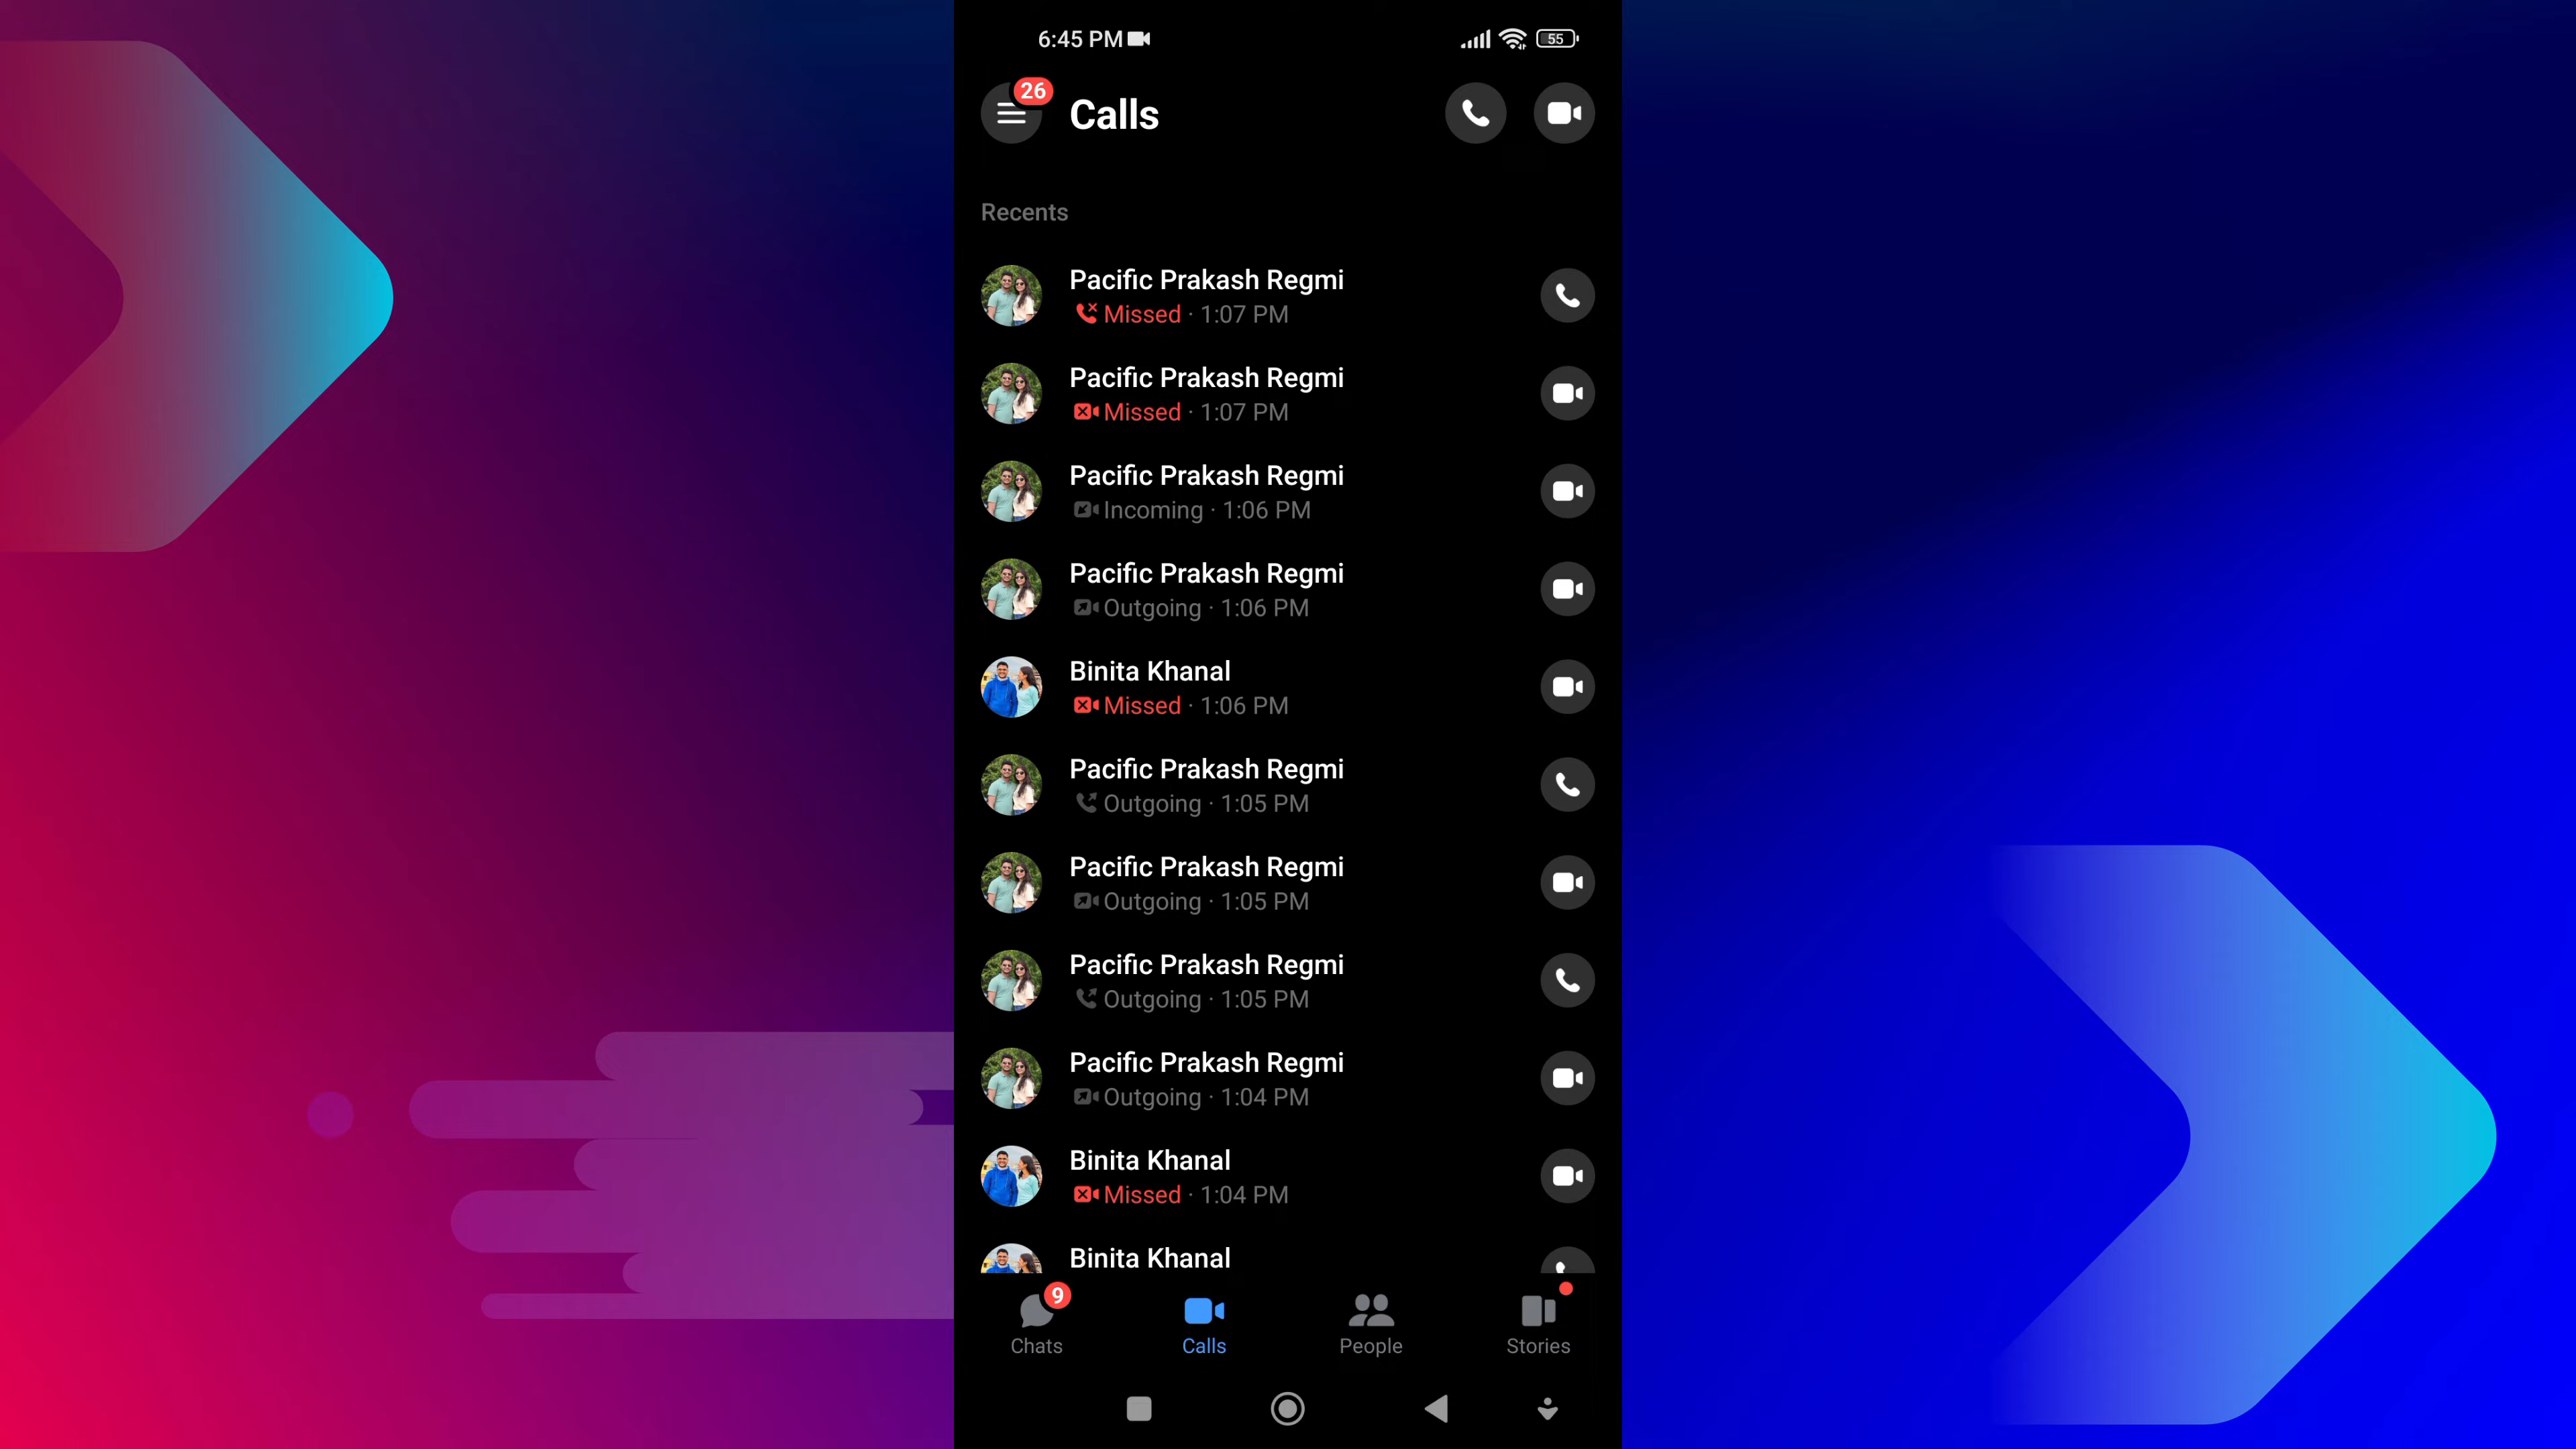 6:45 PM
55
26
Calls
Recents
Pacific Prakash Regmi
Missed · 1:07 PM
Pacific Prakash Regmi
Missed · 1:07 PM
Pacific Prakash Regmi
Incoming · 1:06 PM
Pacific Prakash Regmi
Outgoing · 1:06 PM
Binita Khanal
Missed · 1:06 PM
Pacific Prakash Regmi
Outgoing · 1:05 PM
Pacific Prakash Regmi
Outgoing · 1:05 PM
Pacific Prakash Regmi
Outgoing · 1:05 PM
Pacific Prakash Regmi
Outgoing · 1:04 PM
Binita Khanal
Missed · 1:04 PM
Binita Khanal
9
Chats
Calls
People
Stories